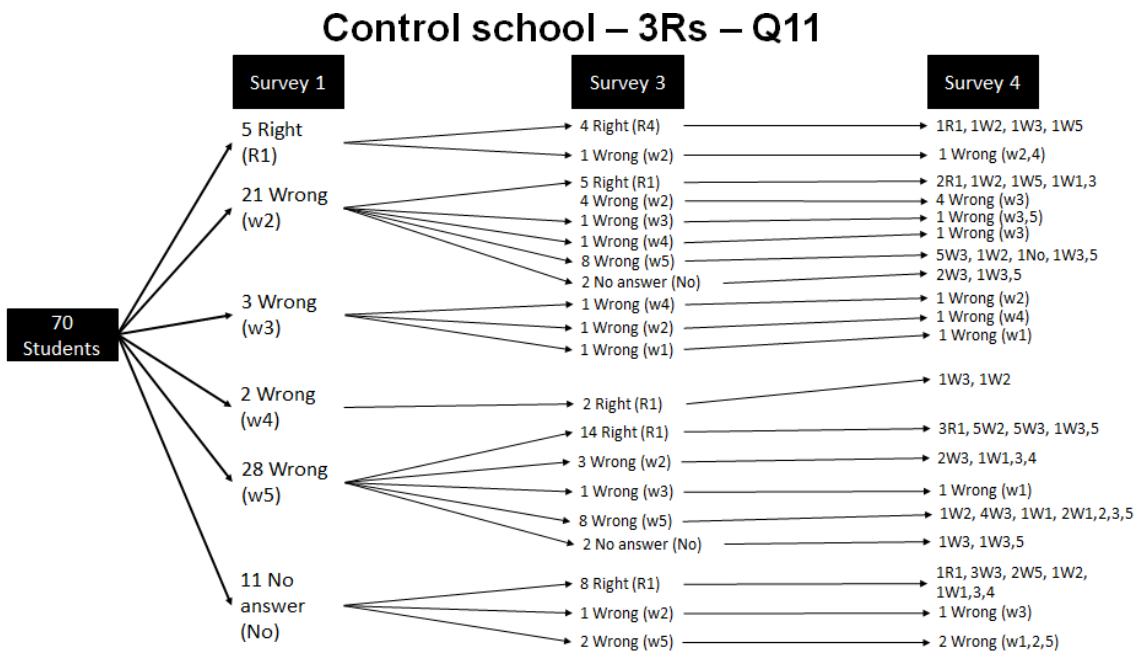 Control school – 3Rs – Q11
Survey 1
Survey 3
Survey 4
70
Students
5 Right
(R1)
4 Right (R4)
1R1, 1W2, 1W3, 1W5
1 Wrong (w2)
1 Wrong (w2,4)
21 Wrong
(w2)
5 Right (R1)
2R1, 1W2, 1W5, 1W1,3
4 Wrong (w2)
4 Wrong (w3)
1 Wrong (w3)
1 Wrong (w3,5)
1 Wrong (w4)
1 Wrong (w3)
8 Wrong (w5)
5W3, 1W2, 1No, 1W3,5
2 No answer (No)
2W3, 1W3,5
3 Wrong
(w3)
1 Wrong (w4)
1 Wrong (w2)
1 Wrong (w2)
1 Wrong (w4)
1 Wrong (w1)
1 Wrong (w1)
2 Wrong
(w4)
2 Right (R1)
1W3, 1W2
28 Wrong
(w5)
14 Right (R1)
3R1, 5W2, 5W3, 1W3,5
3 Wrong (w2)
2W3, 1W1,3,4
1 Wrong (w3)
1 Wrong (w1)
8 Wrong (w5)
1W2, 4W3, 1W1, 2W1,2,3,5
2 No answer (No)
1W3, 1W3,5
11 No
answer
(No)
8 Right (R1)
1R1, 3W3, 2W5, 1W2,
1W1,3,4
1 Wrong (w2)
1 Wrong (w3)
2 Wrong (w5)
2 Wrong (w1,2,5)